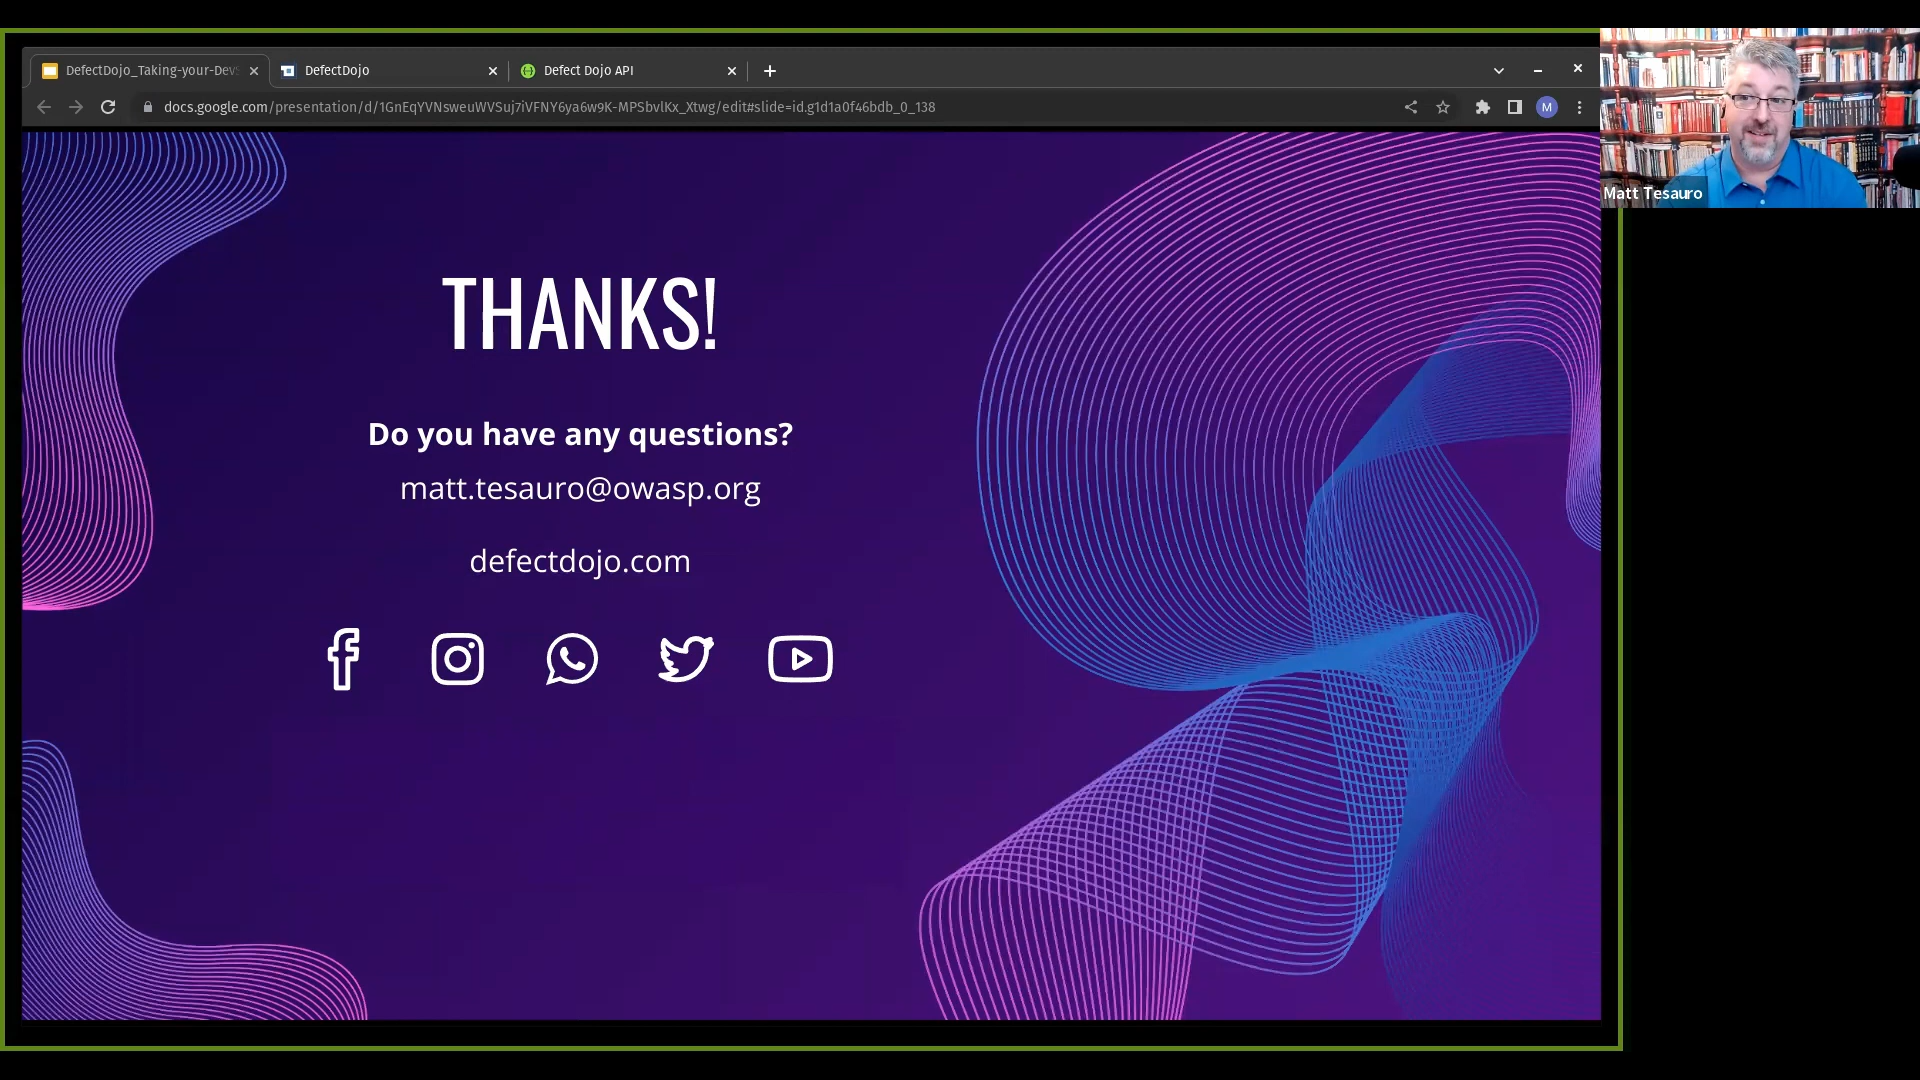 DefectDojo_Taking-your-DevS
DefectDojo
Defect Dojo API
docs.google.com/presentation/d/1GnEqYVNsweuWVSuj7iVFNY6ya6w9K-MPSbvlKx_Xtwg/edit#slide=id.g1d1a0f46bdb_0_138
M
Matt Tesauro
THANKS!
Do you have any questions?
matt.tesauro@owasp.org
defectdojo.com